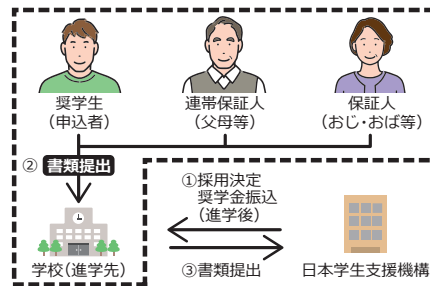 奨学生
(申込者)
連帯保証人
(父母等)
保証人
(おじ・おば等)
② 書類提出
①採用決定
奨学金振込
(進学後)
学校(進学先)
③書類提出
日本学生支援機構